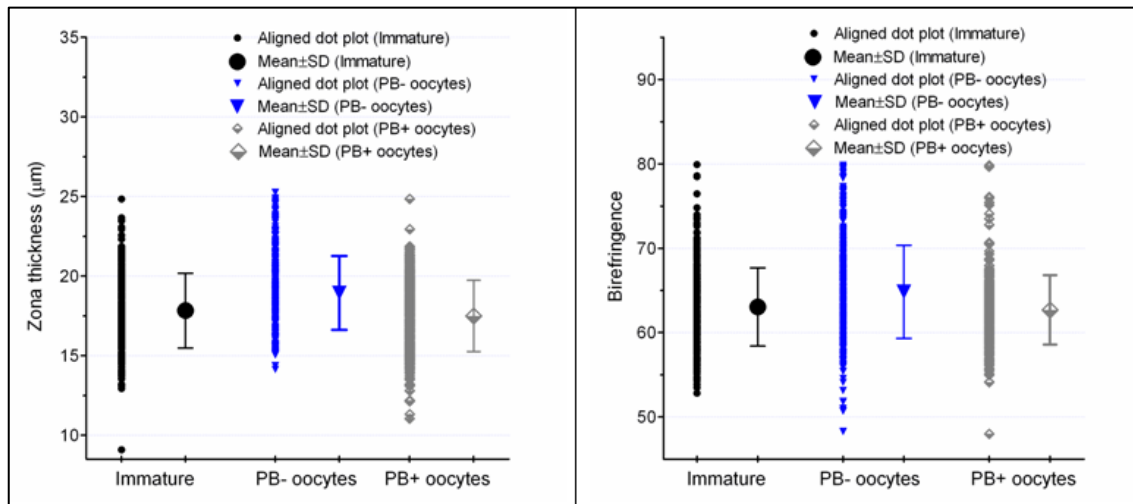 35
30
25
20
15
10
Zona thickness (μm)
Aligned dot plot (Immature)
Mean±SD (Immature)
Aligned dot plot (PB- oocytes)
Mean±SD (PB- oocytes)
Aligned dot plot (PB+ oocytes)
Mean±SD (PB+ oocytes)
Immature PB- oocytes PB+ oocytes
90
80
70
60
50
Birefringence
Aligned dot plot (Immature)
Mean±SD (Immature)
Aligned dot plot (PB- oocytes)
Mean±SD (PB- oocytes)
Aligned dot plot (PB+ oocytes)
Mean±SD (PB+ oocytes)
Immature PB- oocytes PB+ oocytes